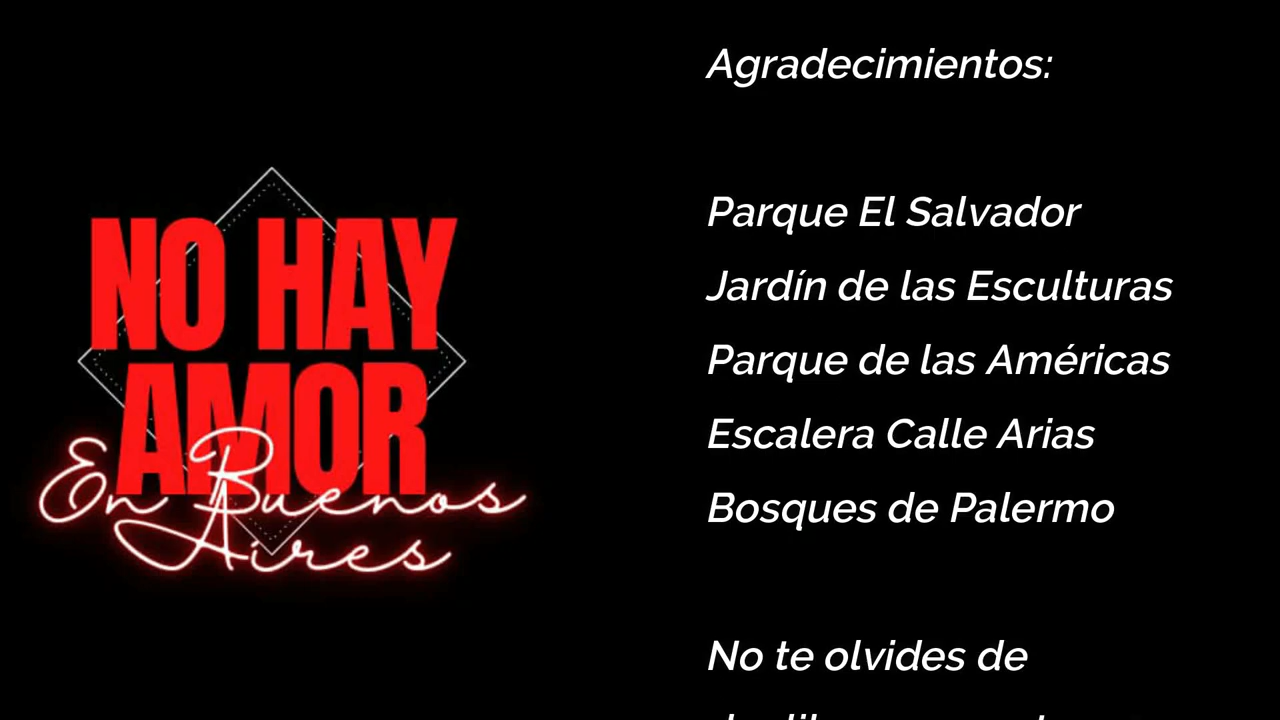 NO HAY
AMOR
En Buenos
Aires
Agradecimientos:
Parque El Salvador
Jardín de las Esculturas
Parque de las Américas
Escalera Calle Arias
Bosques de Palermo
No te olvides de